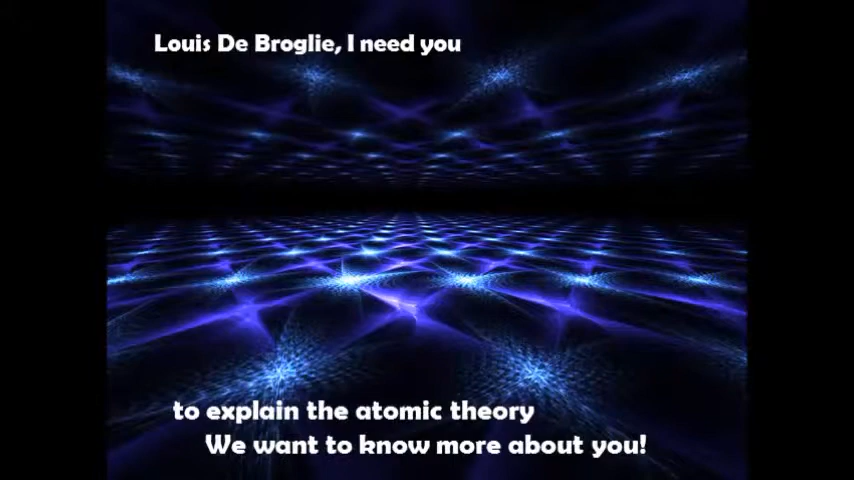 Louis De Broglie, I need you
to explain the atomic theory
We want to know more about you!